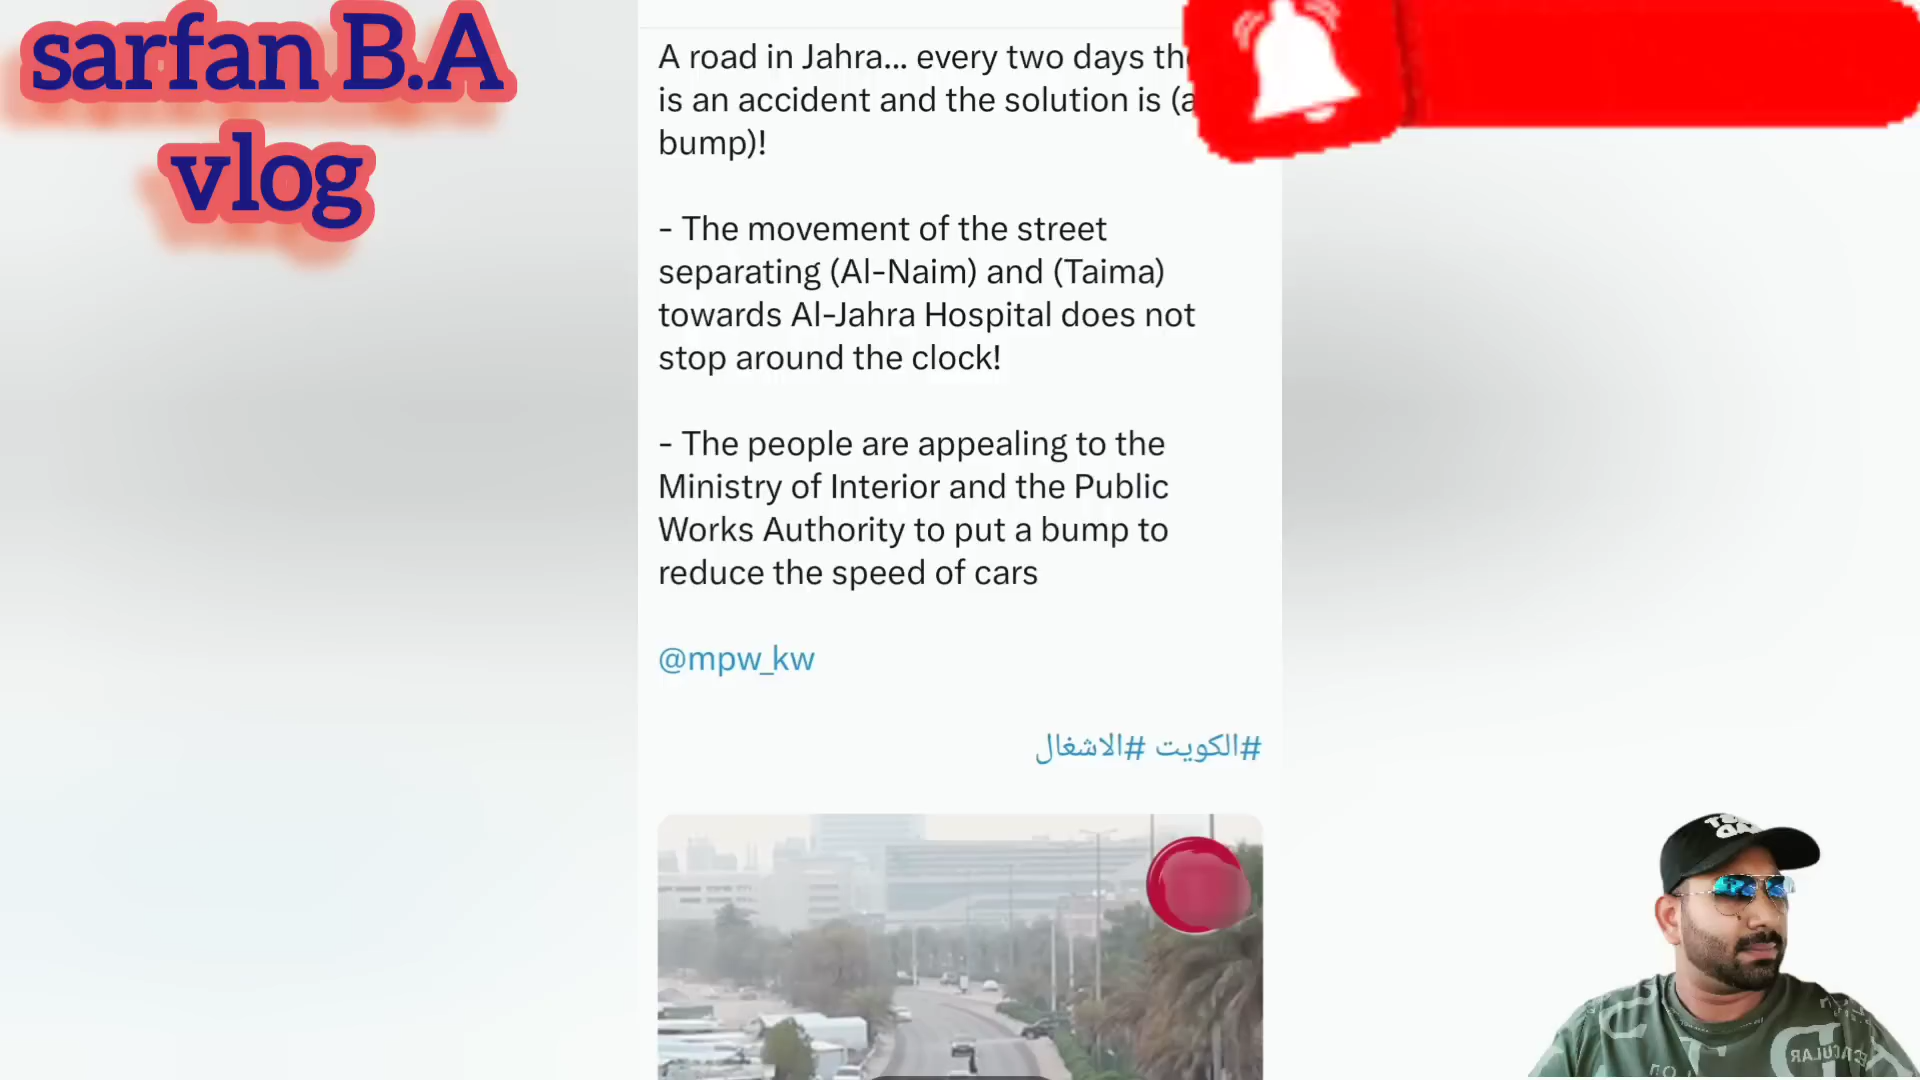 sarfan B.A
vlog
A road in Jahra... every two days
is an accident and the solution is (a
bump)!
- The movement of the street
separating (Al-Naim) and (Taima)
towards Al-Jahra Hospital does not
stop around the clock!
- The people are appealing to the
Ministry of Interior and the Public
Works Authority to put a bump to
reduce the speed of cars
@mpw_kw
#الكويت #الاشغال